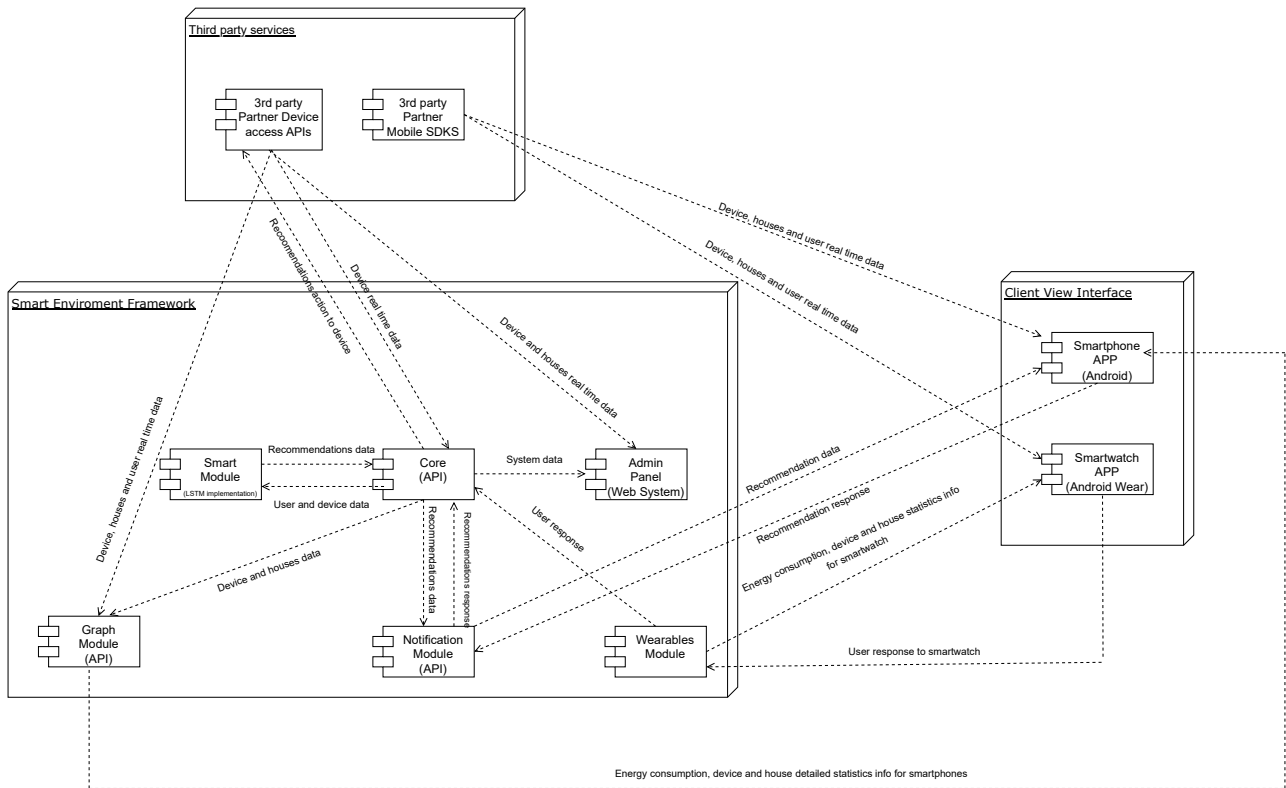 Third party services
3rd party
Partner Device
access APIs
3rd party
Partner
Mobile SDKS
Device, houses and user real time data
Device, houses and user real time data
Recoomendations action to device
Device real time data
Device and houses real time data
Device, houses and user real time data
Smart Enviroment Framework
Client View Interface
Smartphone
APP
(Android)
Smart
Module
(LSTM implementation)
Recommendations data
User and device data
Core
(API)
System data
Admin
Panel
(Web System)
Smartwatch
APP
(Android Wear)
Recommendation data
Recommendation response
Energy consumption, device and house statistics info
for smartwatch
User response
Device and houses data
Recommendations data
Recommendations response
Graph
Module
(API)
Notification
Module
(API)
Wearables
Module
User response to smartwatch
Energy consumption, device and house detailed statistics info for smartphones